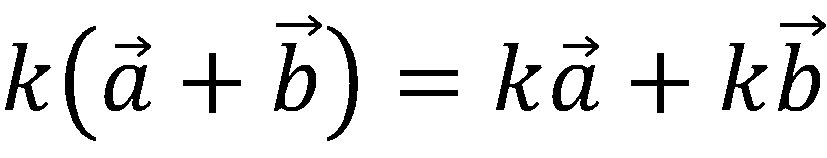 k(a⃗ + b⃗) = ka⃗ + kb⃗